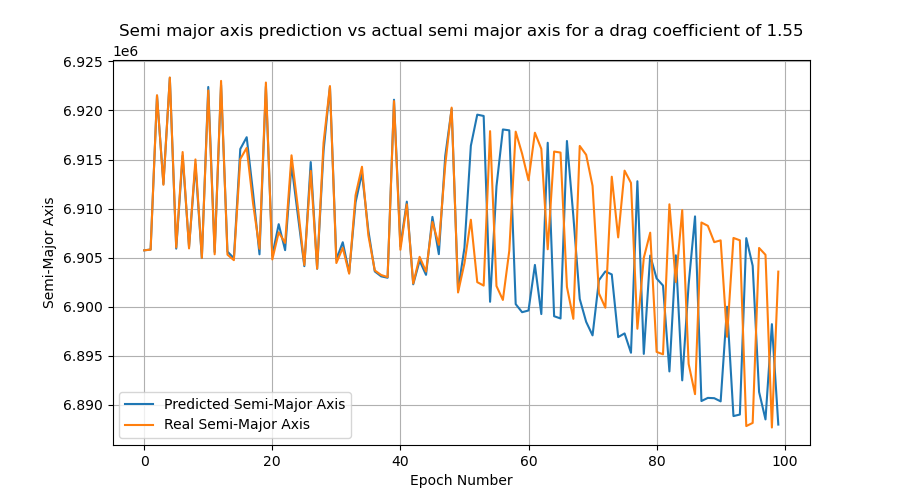 Semi major axis prediction vs actual semi major axis for a drag coefficient of 1.55
1e6
6.925
6.920
6.915
6.910
6.905
6.900
6.895
6.890
Semi-Major Axis
Predicted Semi-Major Axis
Real Semi-Major Axis
0 20 40 60 80 100
Epoch Number